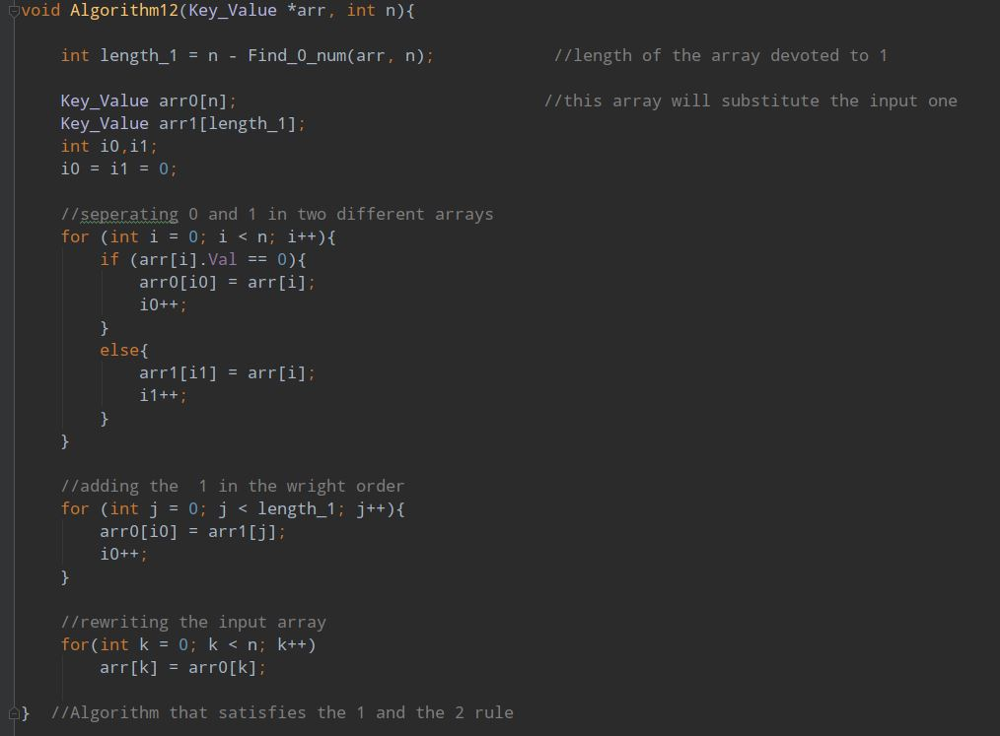 void Algorithm12(Key_Value *arr, int n){
int length_1 = n - Find_0_num(arr, n); //length of the array devoted to 1
Key_Value arr0[n]; //this array will substitute the input one
Key_Value arr1[length_1];
int i0,i1;
i0 = i1 = 0;
//seperating 0 and 1 in two different arrays
for (int i = 0; i < n; i++){
if (arr[i].Val == 0){
arr0[i0] = arr[i];
i0++;
}
else{
arr1[i1] = arr[i];
i1++;
}
}
//adding the  1 in the wright order
for (int j = 0; j < length_1; j++){
arr0[i0] = arr1[j];
i0++;
}
//rewriting the input array
for(int k = 0; k < n; k++)
arr[k] = arr0[k];
} //Algorithm that satisfies the 1 and the 2 rule